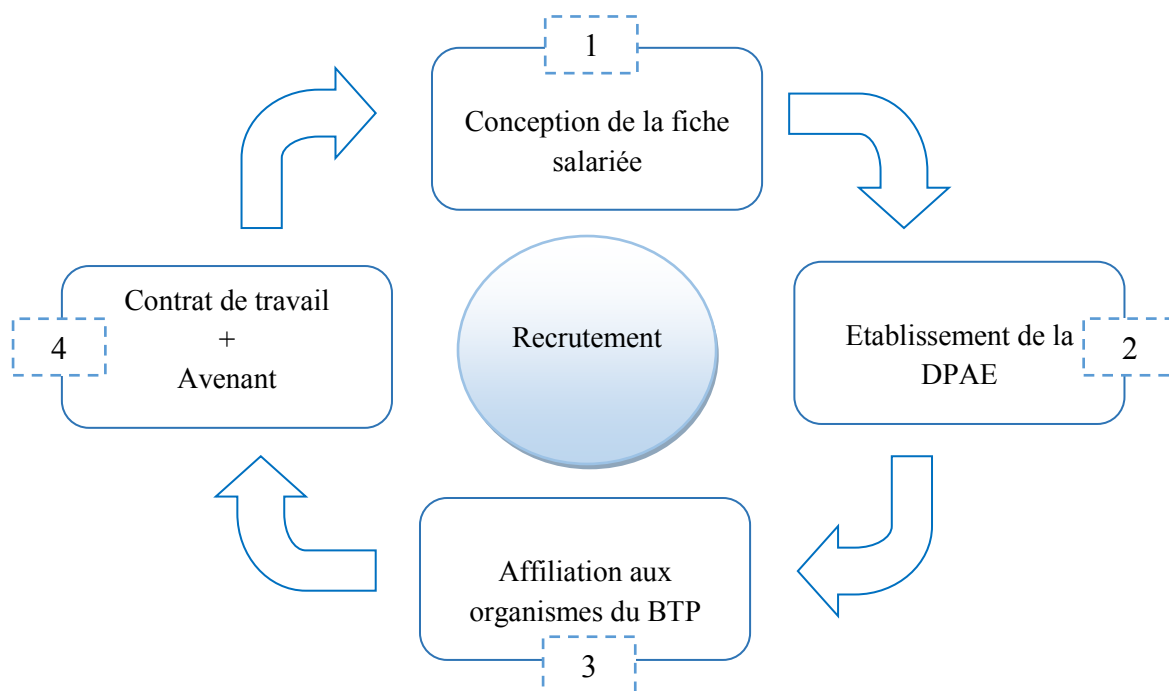 1
Conception de la fiche
salariée
Etablissement de la
DPAE
2
Affiliation aux
organismes du BTP
3
Contrat de travail
+
Avenant
4
Recrutement